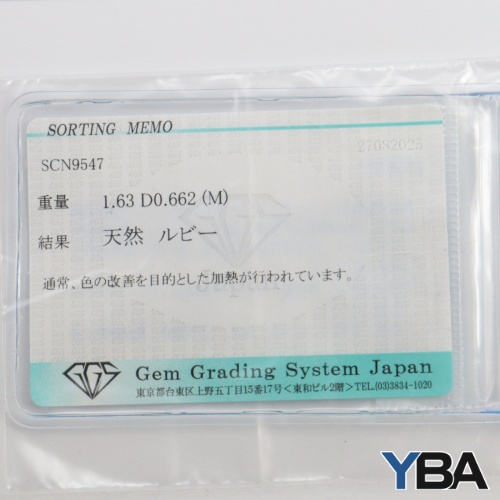 SORTING MEMO
27082025
SCN9547
重量 1.63 D0.662 (M)
結果 天然 ルビー
通常、色の改善を目的とした加熱が行われています。
GGS Gem Grading System Japan
東京都台東区上野五丁目15番17号<東和ビル2階>TEL.(03)3834-1020
YBA